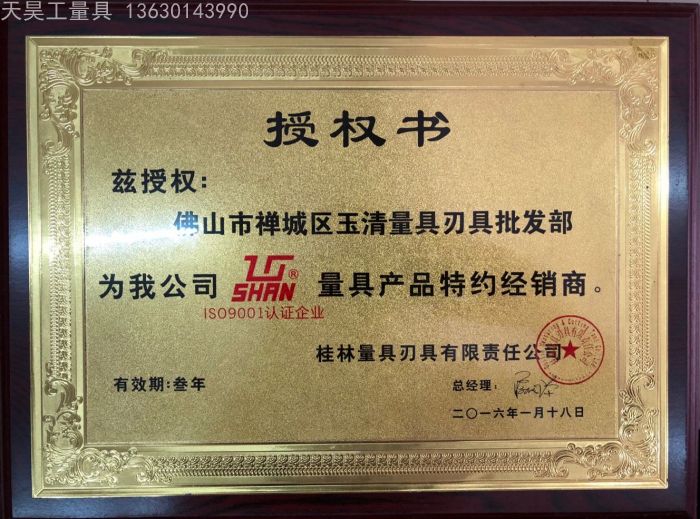 天昊工量具 13630143990
授权书
兹授权:
佛山市禅城区玉清量具刃具批发部
为我公司 SHAN® 量具产品特约经销商。
ISO9001认证企业
桂林量具刃具有限责任公司
有效期:叁年
总经理:
二〇一六年一月十八日